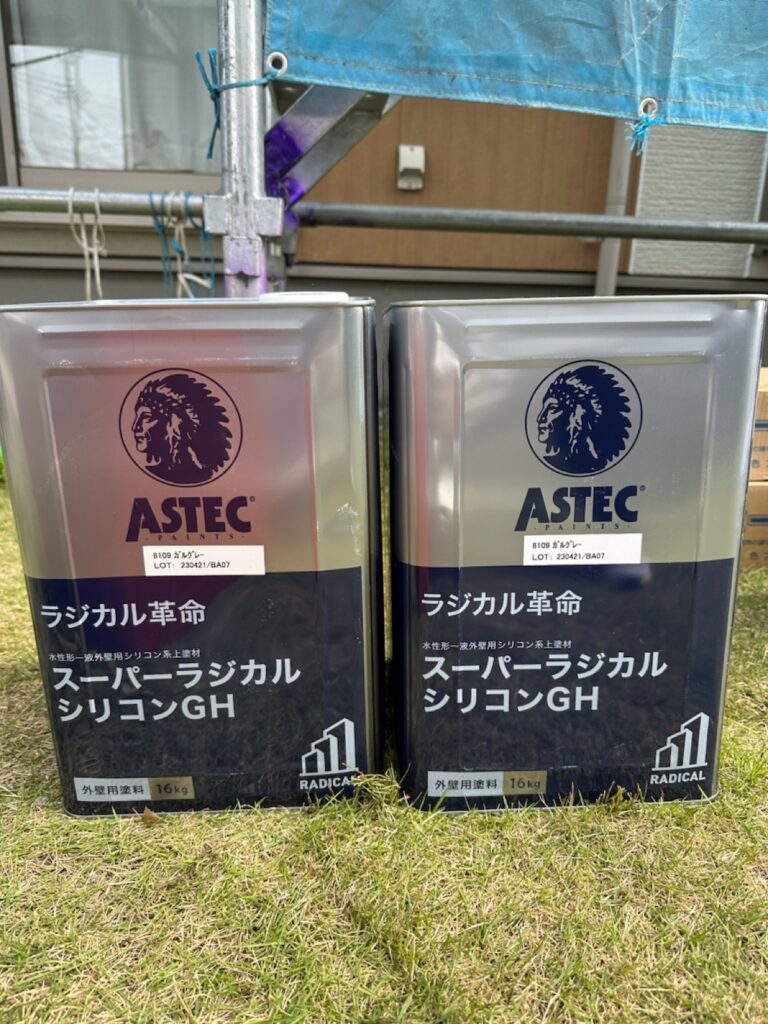 ASTEC®
PAINTS
8109 ｶﾞﾙｸﾞﾚｰ
LOT: 230421/BA07
ラジカル革命
水性形一液外壁用シリコン系上塗材
スーパーラジカル
シリコンGH
外壁用塗料 16kg
RADICAL
ASTEC®
PAINTS
8109 ｶﾞﾙｸﾞﾚｰ
LOT: 230421/BA07
ラジカル革命
水性形一液外壁用シリコン系上塗材
スーパーラジカル
シリコンGH
外壁用塗料 16kg
RADICAL